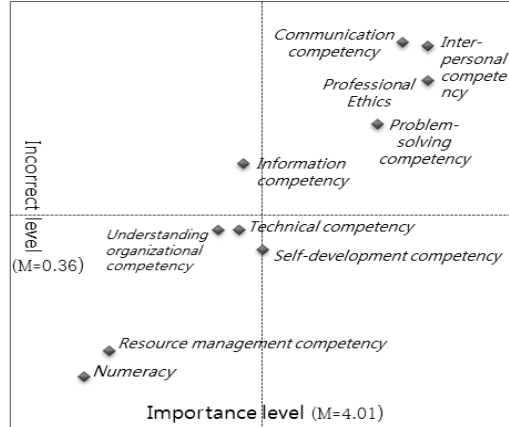 Communication
competency
Inter-
personal
compete
ncy
Professional
Ethics
Problem-
solving
competency
Information
competency
Incorrect level
(M=0.36)
Understanding
organizational
competency
Technical competency
Self-development competency
Resource management competency
Numeracy
Importance level (M=4.01)